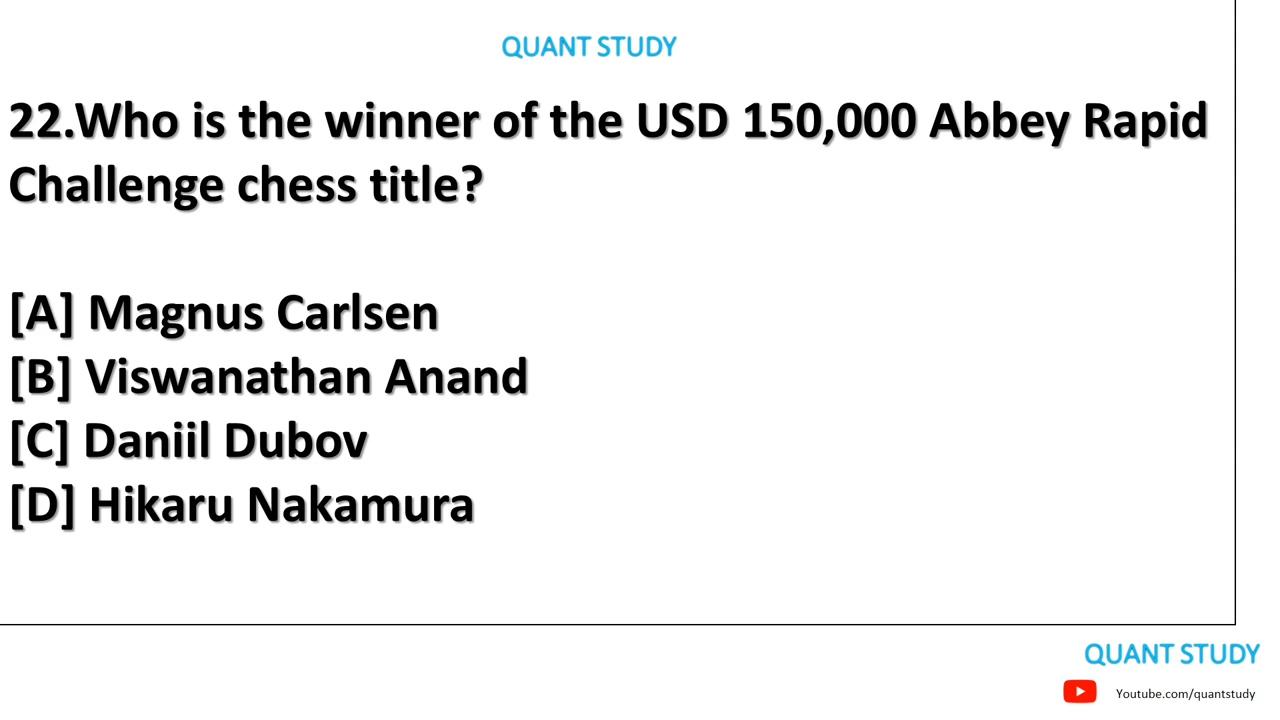 QUANT STUDY
22.Who is the winner of the USD 150,000 Abbey Rapid
Challenge chess title?
[A] Magnus Carlsen
[B] Viswanathan Anand
[C] Daniil Dubov
[D] Hikaru Nakamura
QUANT STUDY
Youtube.com/quantstudy